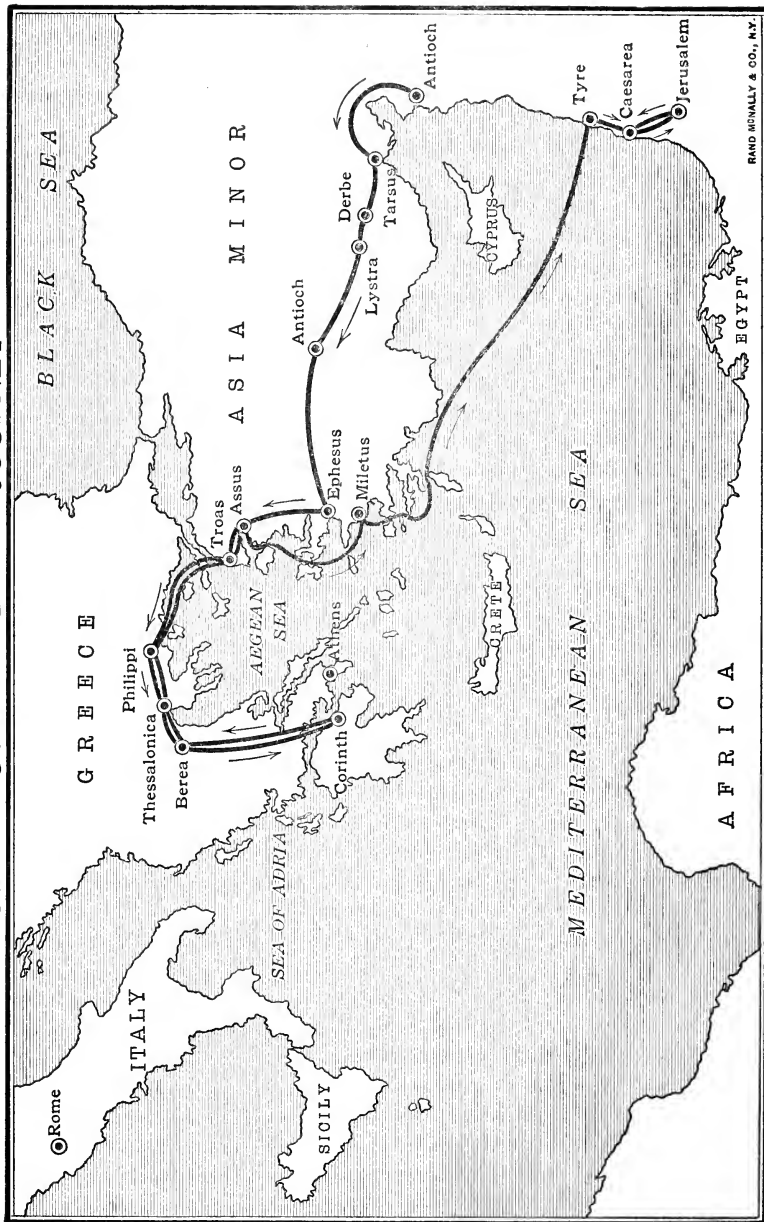 BLACK SEA
GREECE
ASIA MINOR
ITALY
Rome
SICILY
SEA OF ADRIA
Philippi
Thessalonica
Berea
Troas
Assus
AEGEAN
SEA
Athens
Corinth
Ephesus
Miletus
Antioch
Lystra
Derbe
Tarsus
Antioch
CYPRUS
CRETE
MEDITERRANEAN SEA
Tyre
Caesarea
Jerusalem
AFRICA
EGYPT
RAND MCNALLY & CO., N.Y.